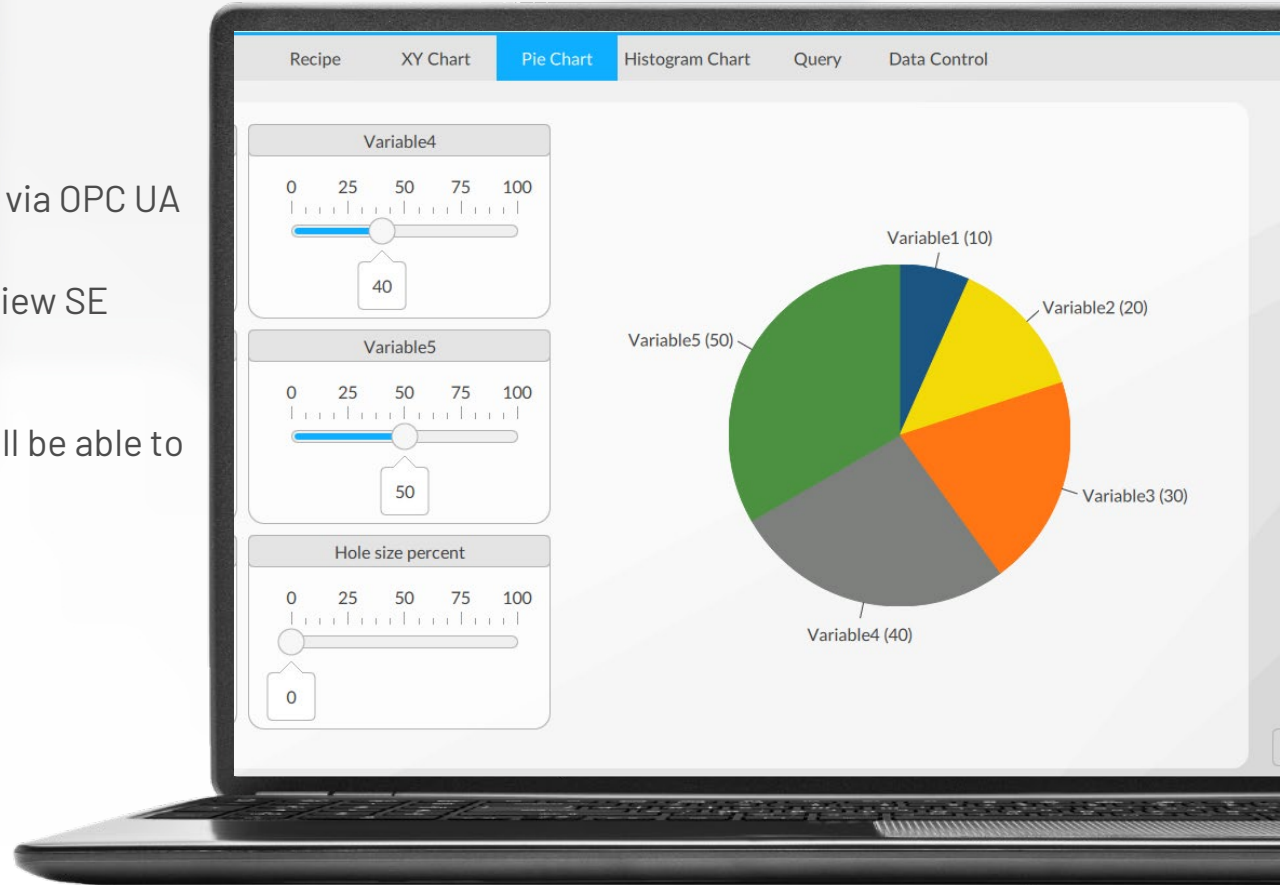 via OPC UA
iew SE
ll be able to
Recipe XY Chart Pie Chart Histogram Chart Query Data Control
Variable4
0 25 50 75 100
40
Variable5
0 25 50 75 100
50
Hole size percent
0 25 50 75 100
0
Variable1 (10)
Variable2 (20)
Variable5 (50)
Variable3 (30)
Variable4 (40)